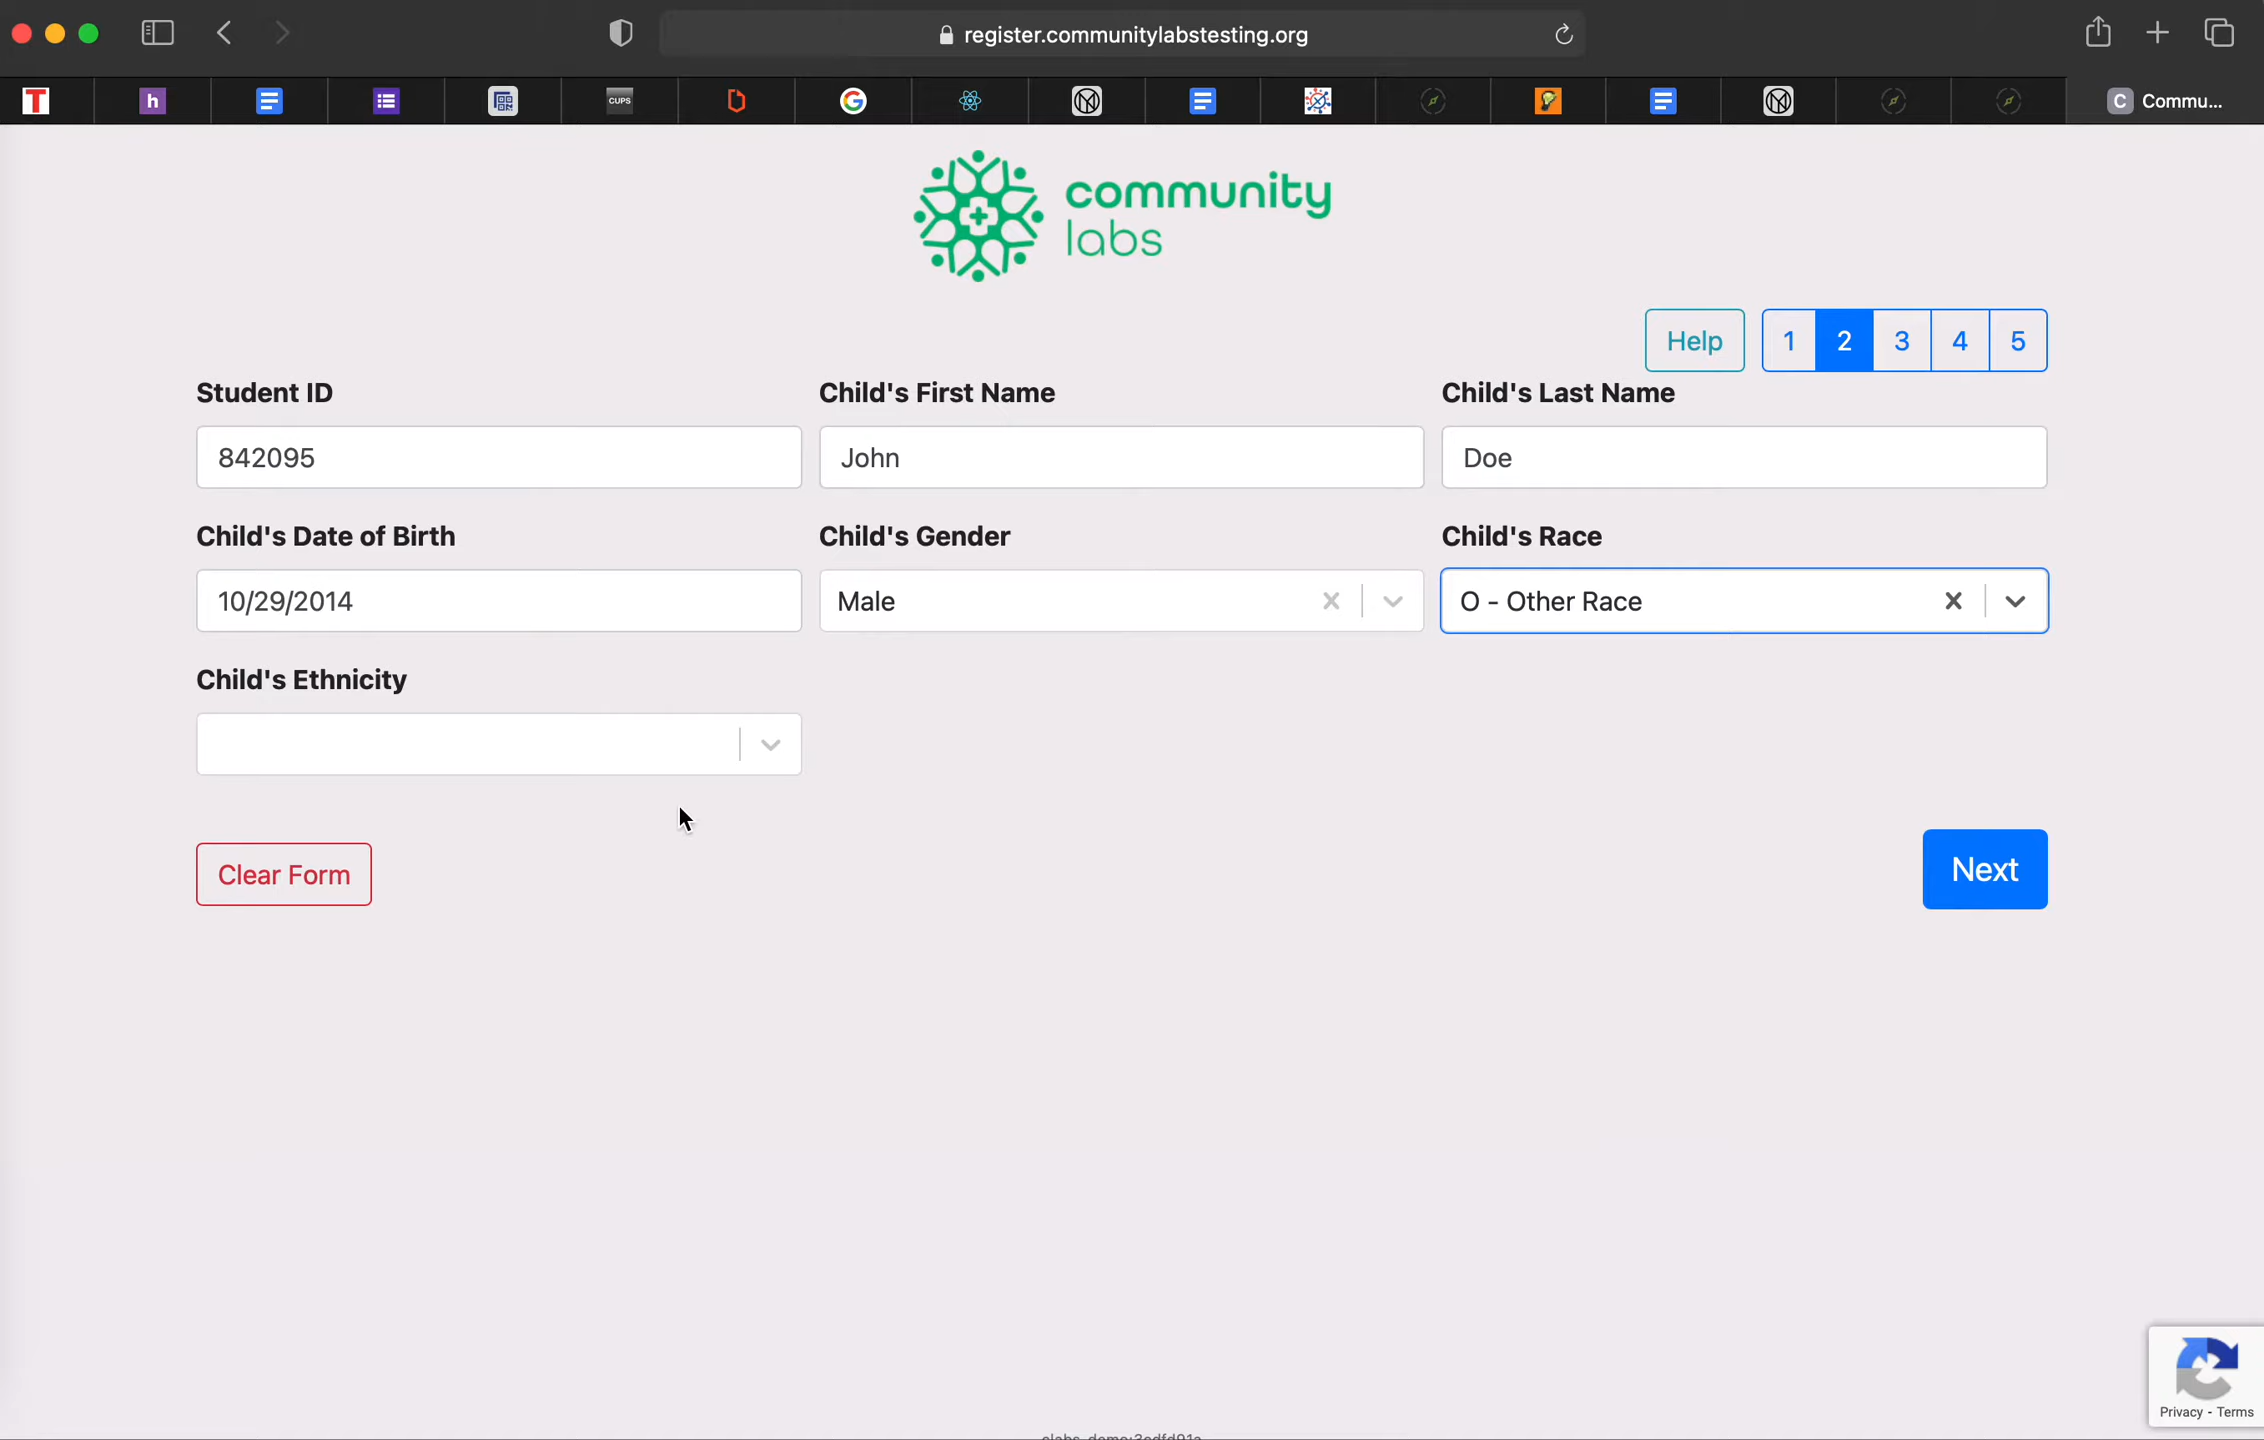 register.communitylabstesting.org
T
h
CUPS
C Commu...
community
labs
Help
1 2 3 4 5
Student ID
Child's First Name
Child's Last Name
842095
John
Doe
Child's Date of Birth
Child's Gender
Child's Race
10/29/2014
Male
O - Other Race
Child's Ethnicity
Clear Form
Next
Privacy - Terms